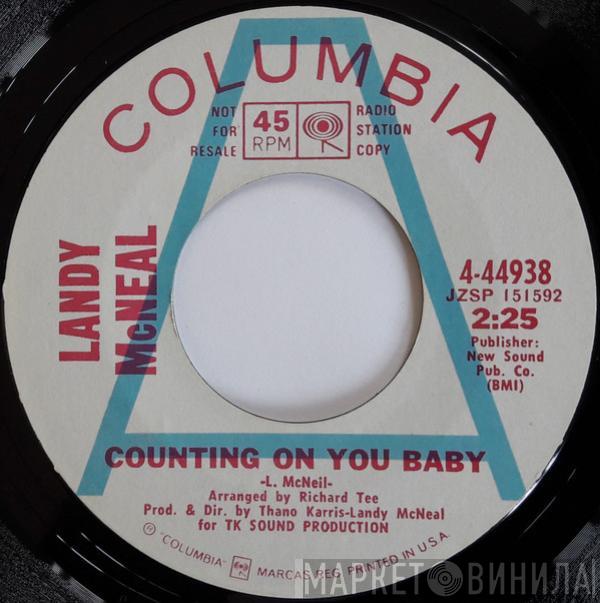 COLUMBIA
NOT FOR RESALE
45 RPM
RADIO STATION COPY
LANDY McNEAL
4-44938
JZSP 151592
2:25
Publisher:
New Sound
Pub. Co.
(BMI)
COUNTING ON YOU BABY
-L. McNeil-
Arranged by Richard Tee
Prod. & Dir. by Thano Karris-Landy McNeal
for TK SOUND PRODUCTION
℗ "COLUMBIA" MARCAS REG. PRINTED IN U.S.A.
МАРКЕТ ВИНИЛА!